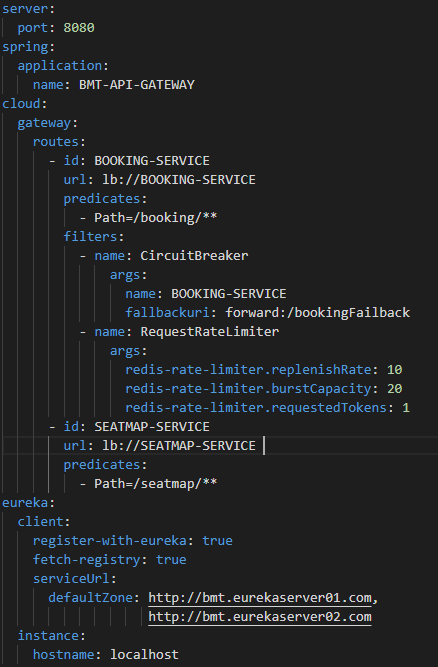 server:
  port: 8080
spring:
  application:
    name: BMT-API-GATEWAY
cloud:
  gateway:
    routes:
      - id: BOOKING-SERVICE
        url: lb://BOOKING-SERVICE
        predicates:
          - Path=/booking/**
        filters:
          - name: CircuitBreaker
              args:
                name: BOOKING-SERVICE
                fallbackuri: forward:/bookingFailback
          - name: RequestRateLimiter
              args:
                redis-rate-limiter.replenishRate: 10
                redis-rate-limiter.burstCapacity: 20
                redis-rate-limiter.requestedTokens: 1
      - id: SEATMAP-SERVICE
        url: lb://SEATMAP-SERVICE
        predicates:
          - Path=/seatmap/**
eureka:
  client:
    register-with-eureka: true
    fetch-registry: true
    serviceUrl:
      defaultZone: http://bmt.eurekaserver01.com,
                   http://bmt.eurekaserver02.com
  instance:
    hostname: localhost